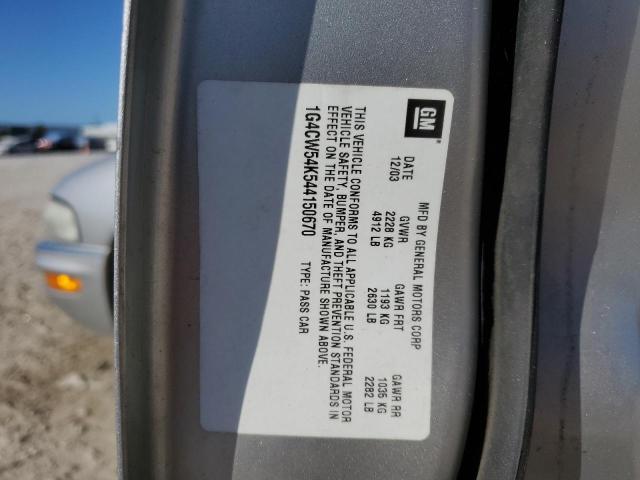 GM
MFD BY GENERAL MOTORS CORP
DATE GVWR GAWR FRT GAWR RR
12/03 2228 KG 1193 KG 1035 KG
4912 LB 2630 LB 2282 LB
THIS VEHICLE CONFORMS TO ALL APPLICABLE U.S. FEDERAL MOTOR
VEHICLE SAFETY, BUMPER, AND THEFT PREVENTION STANDARDS IN
EFFECT ON THE DATE OF MANUFACTURE SHOWN ABOVE.
1G4CW54K544150670 TYPE: PASS CAR